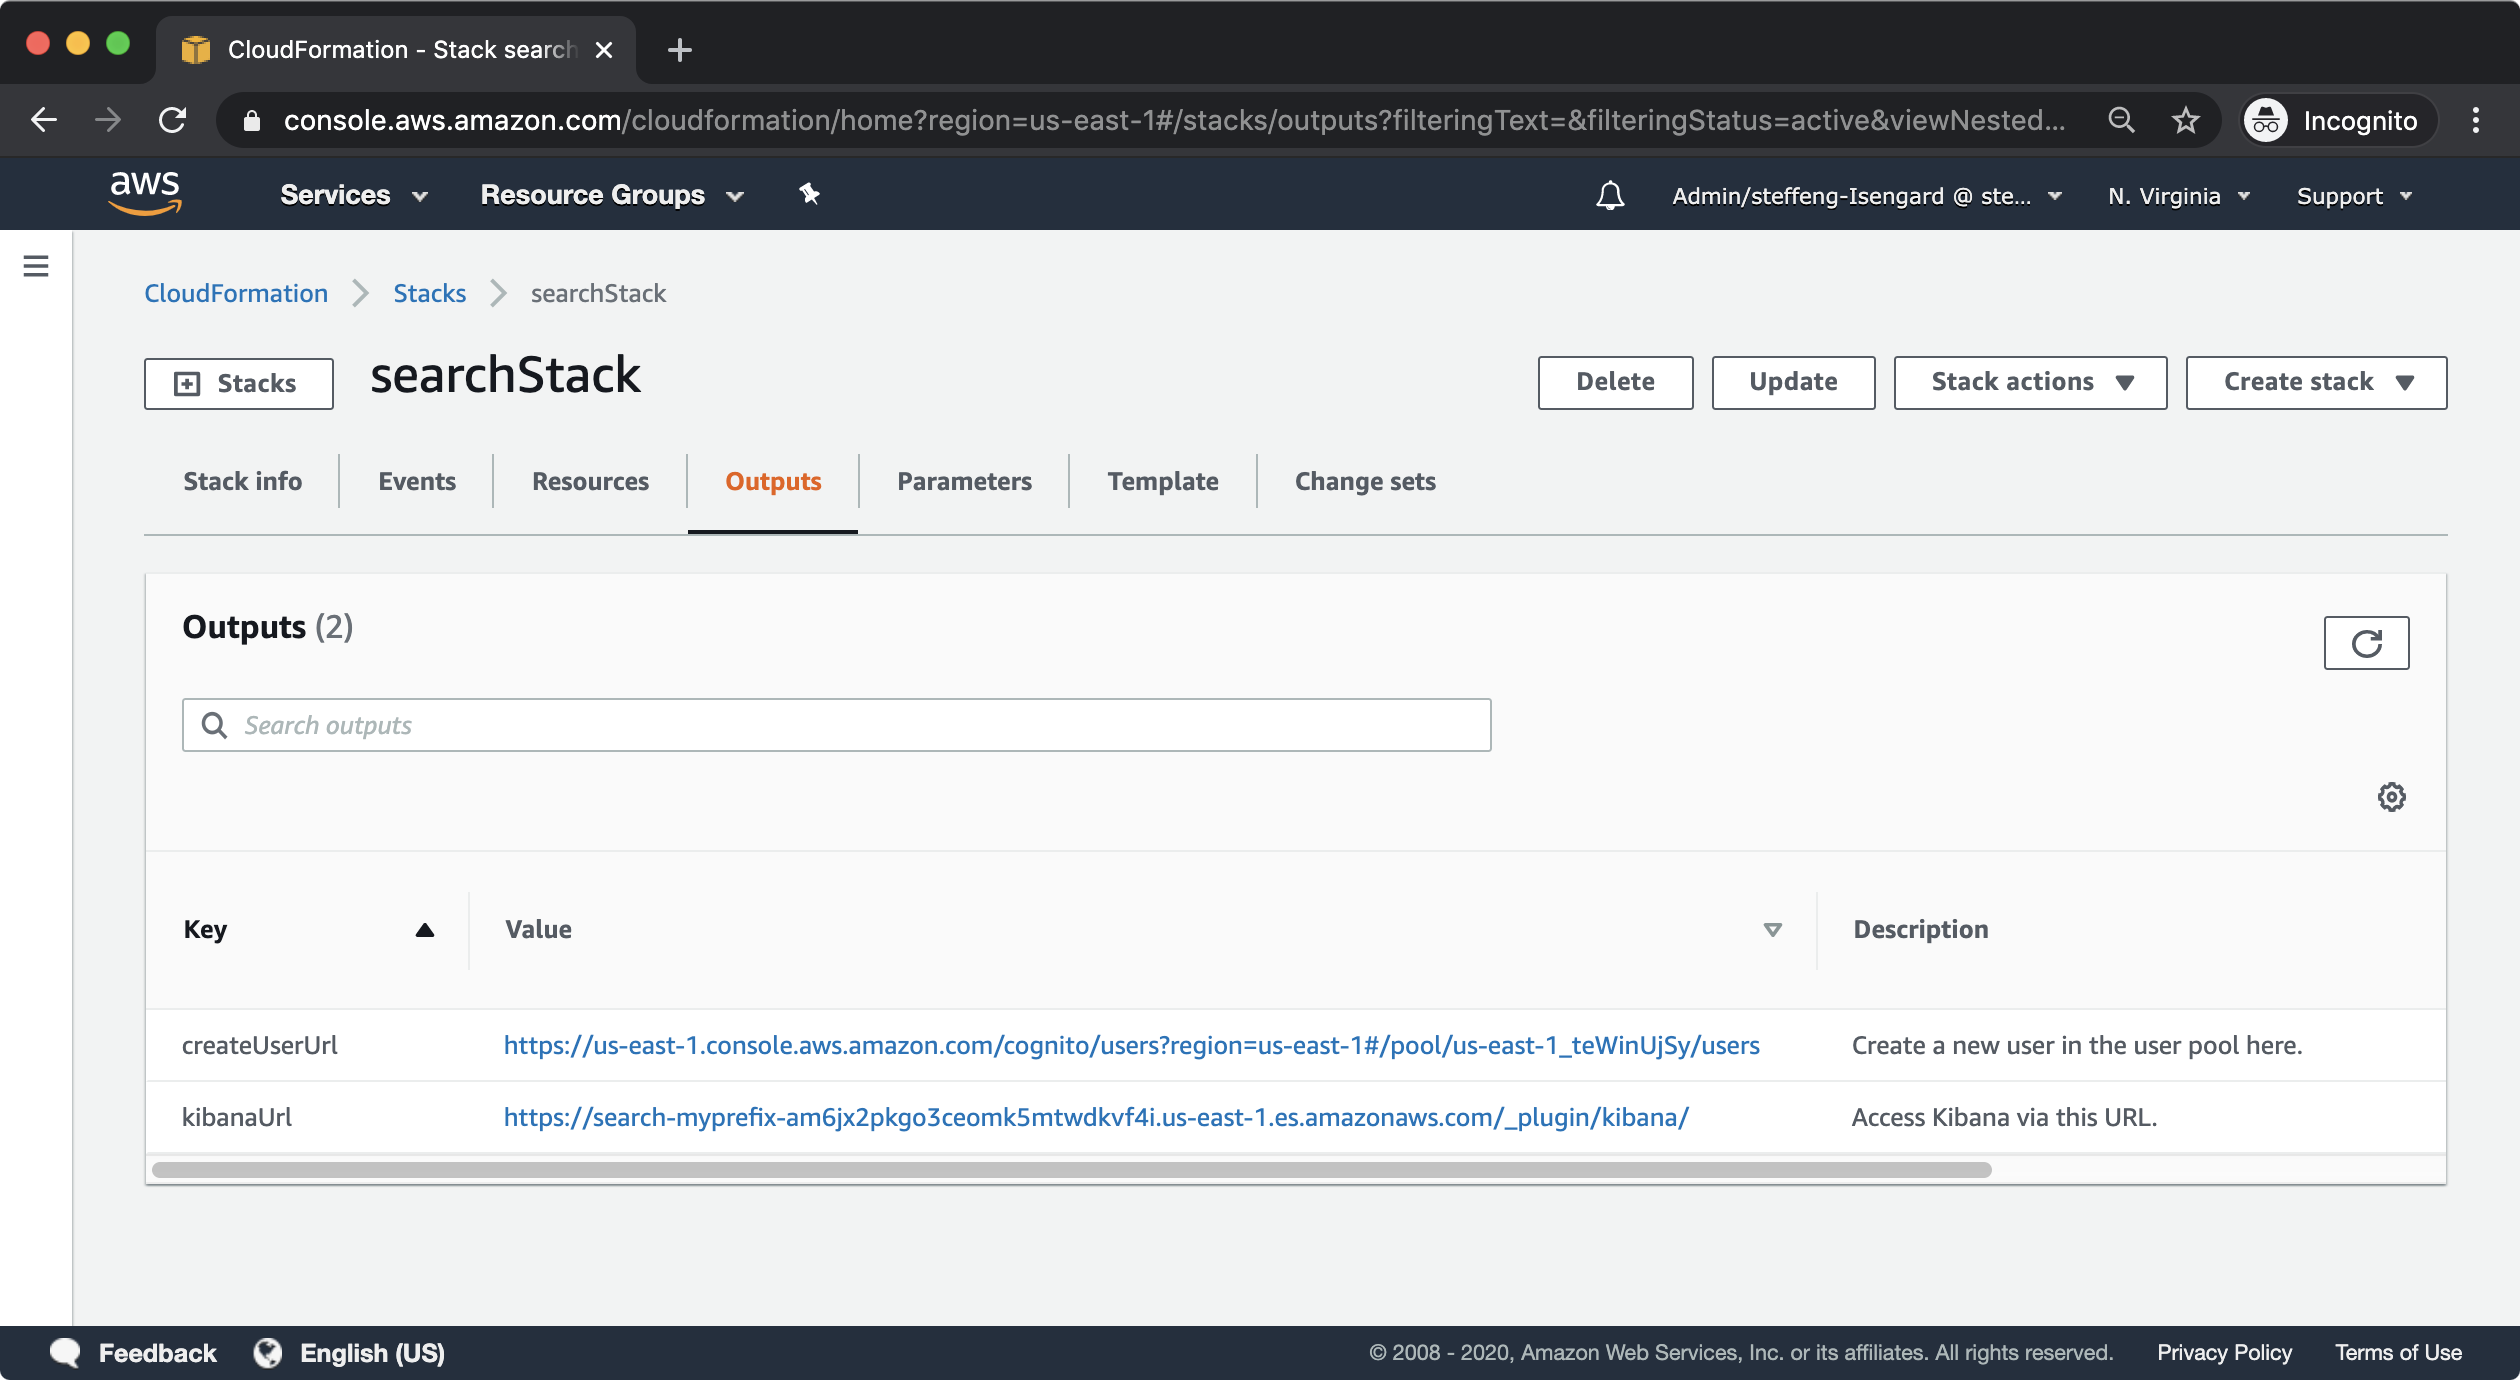 CloudFormation - Stack search
console.aws.amazon.com/cloudformation/home?region=us-east-1#/stacks/outputs?filteringText=&filteringStatus=active&viewNested...
Incognito
aws
Services
Resource Groups
Admin/steffeng-Isengard @ ste...
N. Virginia
Support
CloudFormation
Stacks
searchStack
Stacks
searchStack
Delete
Update
Stack actions
Create stack
Stack info
Events
Resources
Outputs
Parameters
Template
Change sets
Outputs (2)
Search outputs
Key
Value
Description
createUserUrl
https://us-east-1.console.aws.amazon.com/cognito/users?region=us-east-1#/pool/us-east-1_teWinUjSy/users
Create a new user in the user pool here.
kibanaUrl
https://search-myprefix-am6jx2pkgo3ceomk5mtwdkvf4i.us-east-1.es.amazonaws.com/_plugin/kibana/
Access Kibana via this URL.
Feedback
English (US)
© 2008 - 2020, Amazon Web Services, Inc. or its affiliates. All rights reserved.
Privacy Policy
Terms of Use